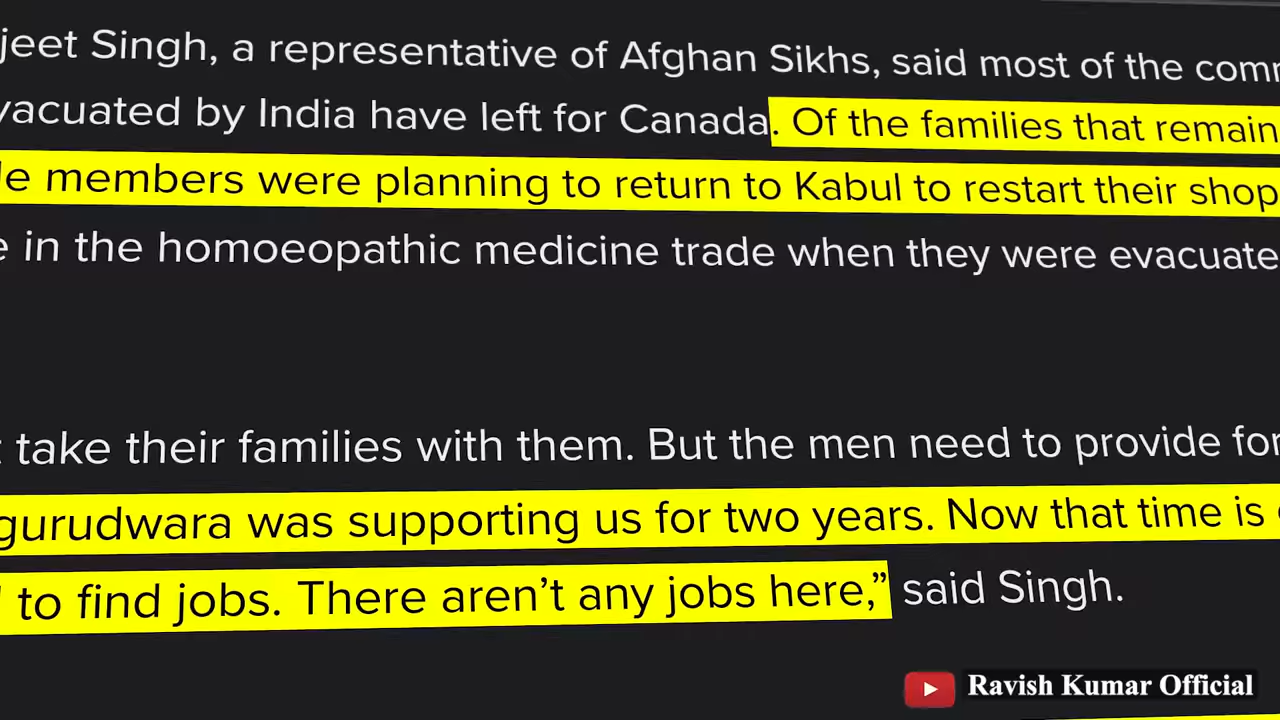 jeet Singh, a representative of Afghan Sikhs, said most of the
vacuated by India have left for Canada. Of the families that remain
le members were planning to return to Kabul to restart their shop
e in the homoeopathic medicine trade when they were evacuate
take their families with them. But the men need to provide for
gurudwara was supporting us for two years. Now that time is
to find jobs. There aren’t any jobs here,” said Singh.
Ravish Kumar Official